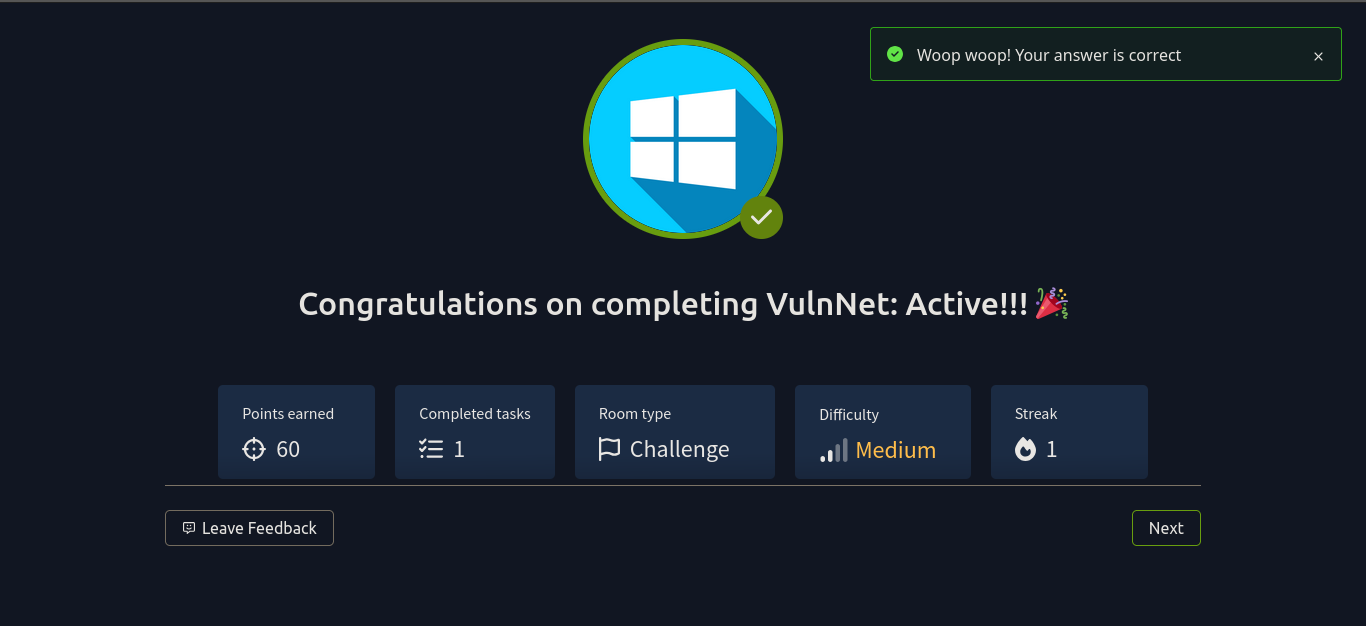 Woop woop! Your answer is correct
Congratulations on completing VulnNet: Active!!! 🎉
Points earned
60
Completed tasks
1
Room type
Challenge
Difficulty
Medium
Streak
1
Leave Feedback
Next